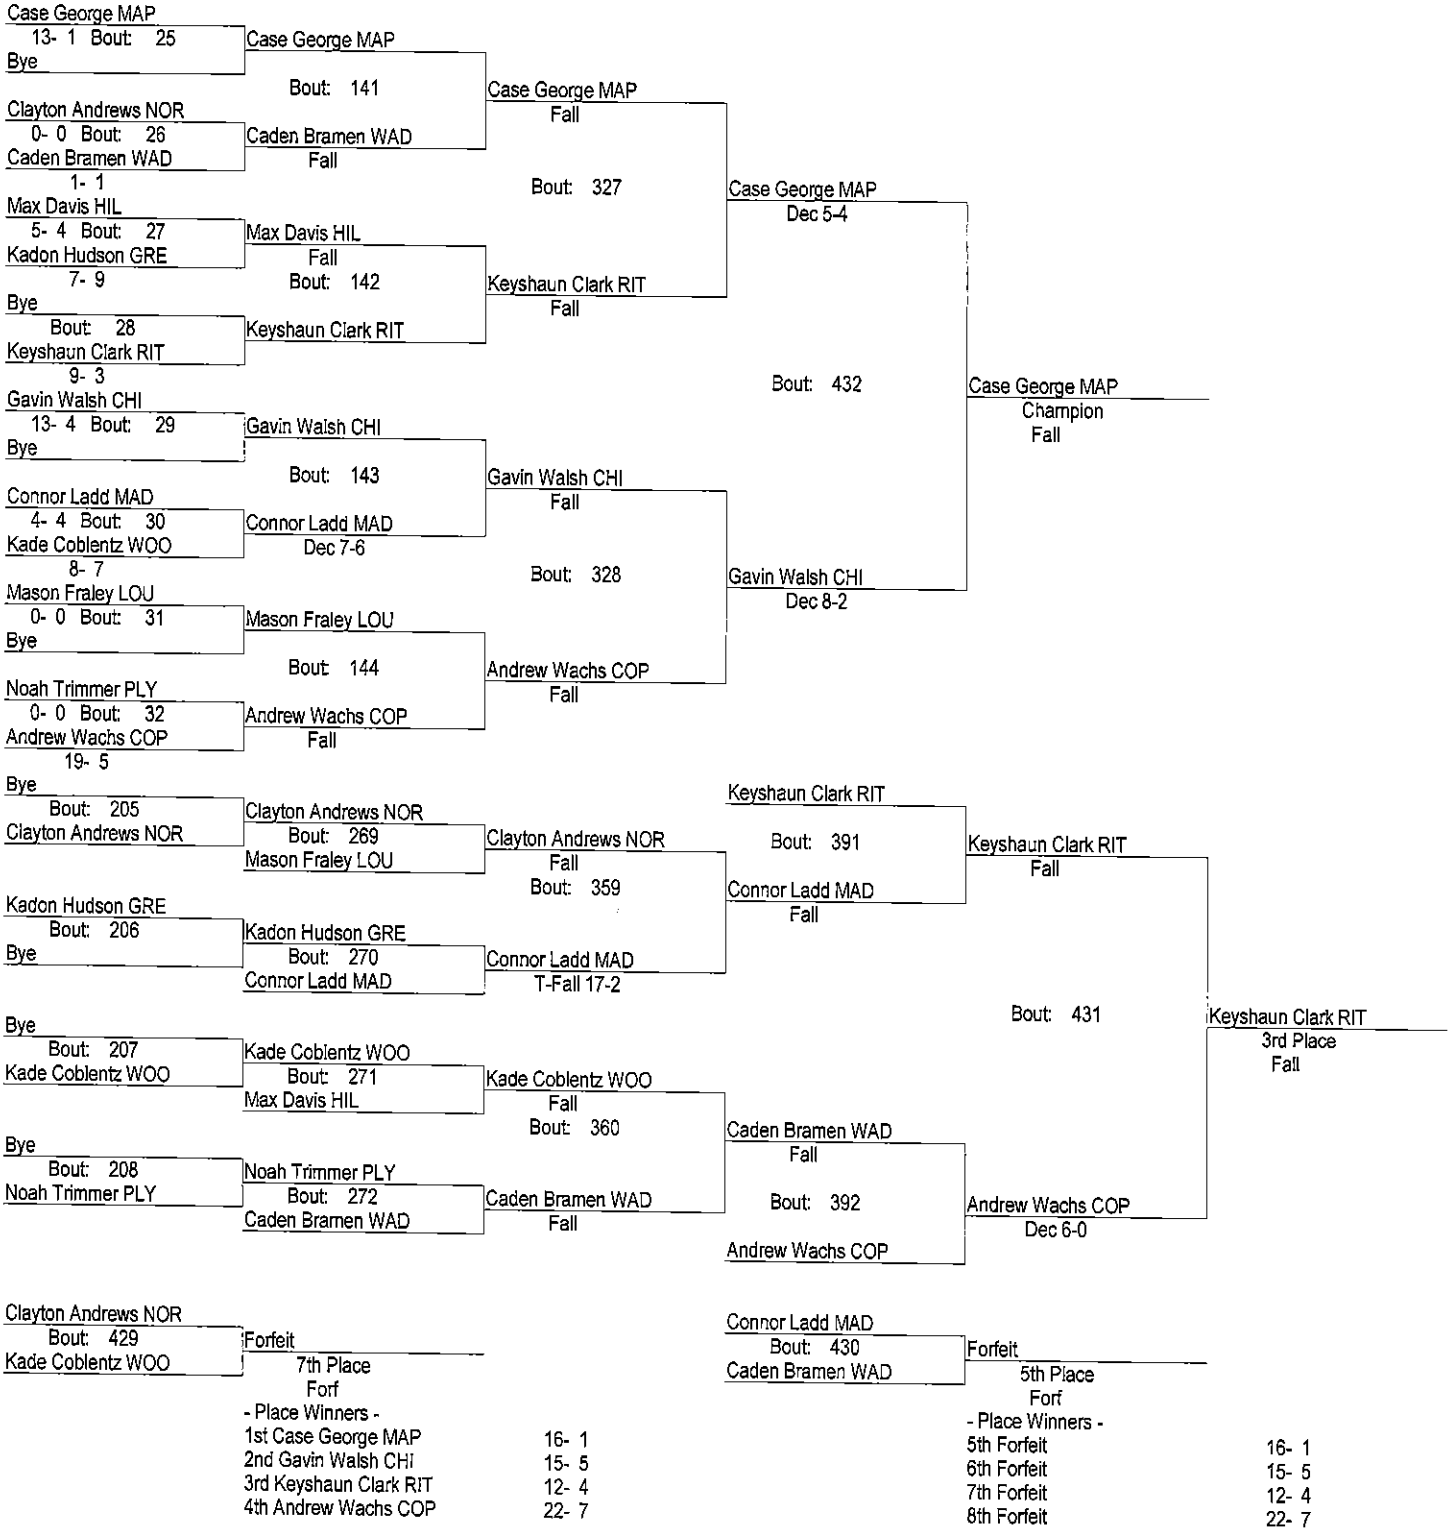 Case George MAP
13- 1 Bout: 25
Bye
Case George MAP
Bout: 141
Clayton Andrews NOR
0- 0 Bout: 26
Caden Bramen WAD
1- 1
Caden Bramen WAD
Fall
Case George MAP
Fall
Bout: 327
Max Davis HIL
5- 4 Bout: 27
Kadon Hudson GRE
7- 9
Max Davis HIL
Fall
Bout: 142
Bye
Bout: 28
Keyshaun Clark RIT
9- 3
Keyshaun Clark RIT
Keyshaun Clark RIT
Fall
Case George MAP
Dec 5-4
Bout: 432
Case George MAP
Champion
Fall
Gavin Walsh CHI
13- 4 Bout: 29
Bye
Gavin Walsh CHI
Bout: 143
Connor Ladd MAD
4- 4 Bout: 30
Kade Coblentz WOO
8- 7
Connor Ladd MAD
Dec 7-6
Gavin Walsh CHI
Fall
Bout: 328
Mason Fraley LOU
0- 0 Bout: 31
Bye
Mason Fraley LOU
Bout: 144
Noah Trimmer PLY
0- 0 Bout: 32
Andrew Wachs COP
19- 5
Andrew Wachs COP
Fall
Andrew Wachs COP
Fall
Gavin Walsh CHI
Dec 8-2
Bye
Bout: 205
Clayton Andrews NOR
Clayton Andrews NOR
Bout: 269
Mason Fraley LOU
Clayton Andrews NOR
Fall
Bout: 359
Kadon Hudson GRE
Bout: 206
Bye
Kadon Hudson GRE
Bout: 270
Connor Ladd MAD
Connor Ladd MAD
T-Fall 17-2
Keyshaun Clark RIT
Bout: 391
Connor Ladd MAD
Fall
Keyshaun Clark RIT
Fall
Bout: 431
Keyshaun Clark RIT
3rd Place
Fall
Bye
Bout: 207
Kade Coblentz WOO
Kade Coblentz WOO
Bout: 271
Max Davis HIL
Kade Coblentz WOO
Fall
Bout: 360
Bye
Bout: 208
Noah Trimmer PLY
Noah Trimmer PLY
Bout: 272
Caden Bramen WAD
Caden Bramen WAD
Fall
Caden Bramen WAD
Fall
Bout: 392
Andrew Wachs COP
Andrew Wachs COP
Dec 6-0
Clayton Andrews NOR
Bout: 429
Kade Coblentz WOO
Forfeit
7th Place
Forf
Connor Ladd MAD
Bout: 430
Caden Bramen WAD
Forfeit
5th Place
Forf
- Place Winners -
1st Case George MAP 16- 1
2nd Gavin Walsh CHI 15- 5
3rd Keyshaun Clark RIT 12- 4
4th Andrew Wachs COP 22- 7
- Place Winners -
5th Forfeit 16- 1
6th Forfeit 15- 5
7th Forfeit 12- 4
8th Forfeit 22- 7